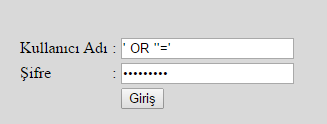 Kullanıcı Adı : ' OR ''='
Şifre : •••••••••
Giriş